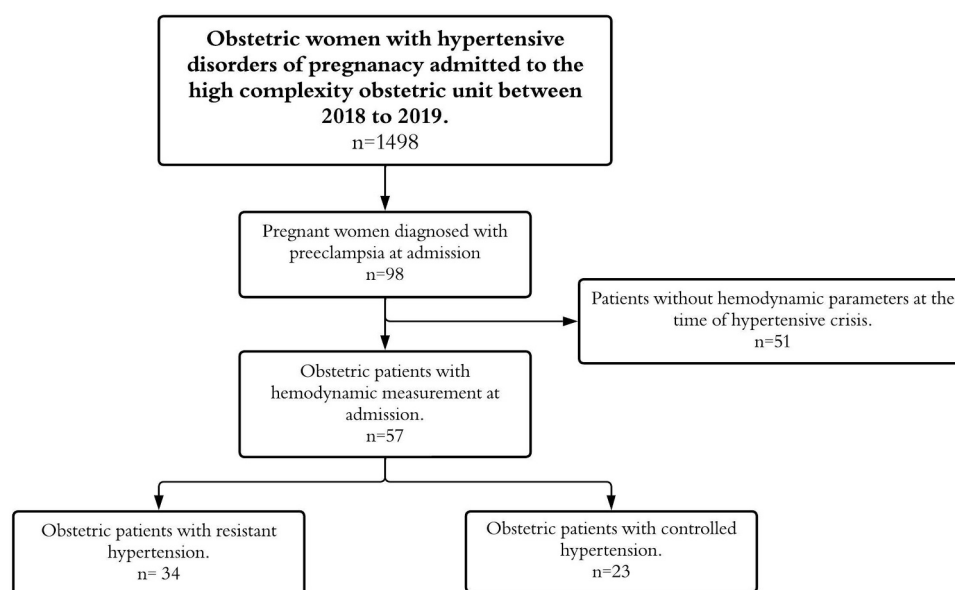 Obstetric women with hypertensive
disorders of pregnanacy admitted to the
high complexity obstetric unit between
2018 to 2019.
n=1498
Pregnant women diagnosed with
preeclampsia at admission
n=98
Patients without hemodynamic parameters at the
time of hypertensive crisis.
n=51
Obstetric patients with
hemodynamic measurement at
admission.
n=57
Obstetric patients with resistant
hypertension.
n= 34
Obstetric patients with controlled
hypertension.
n=23